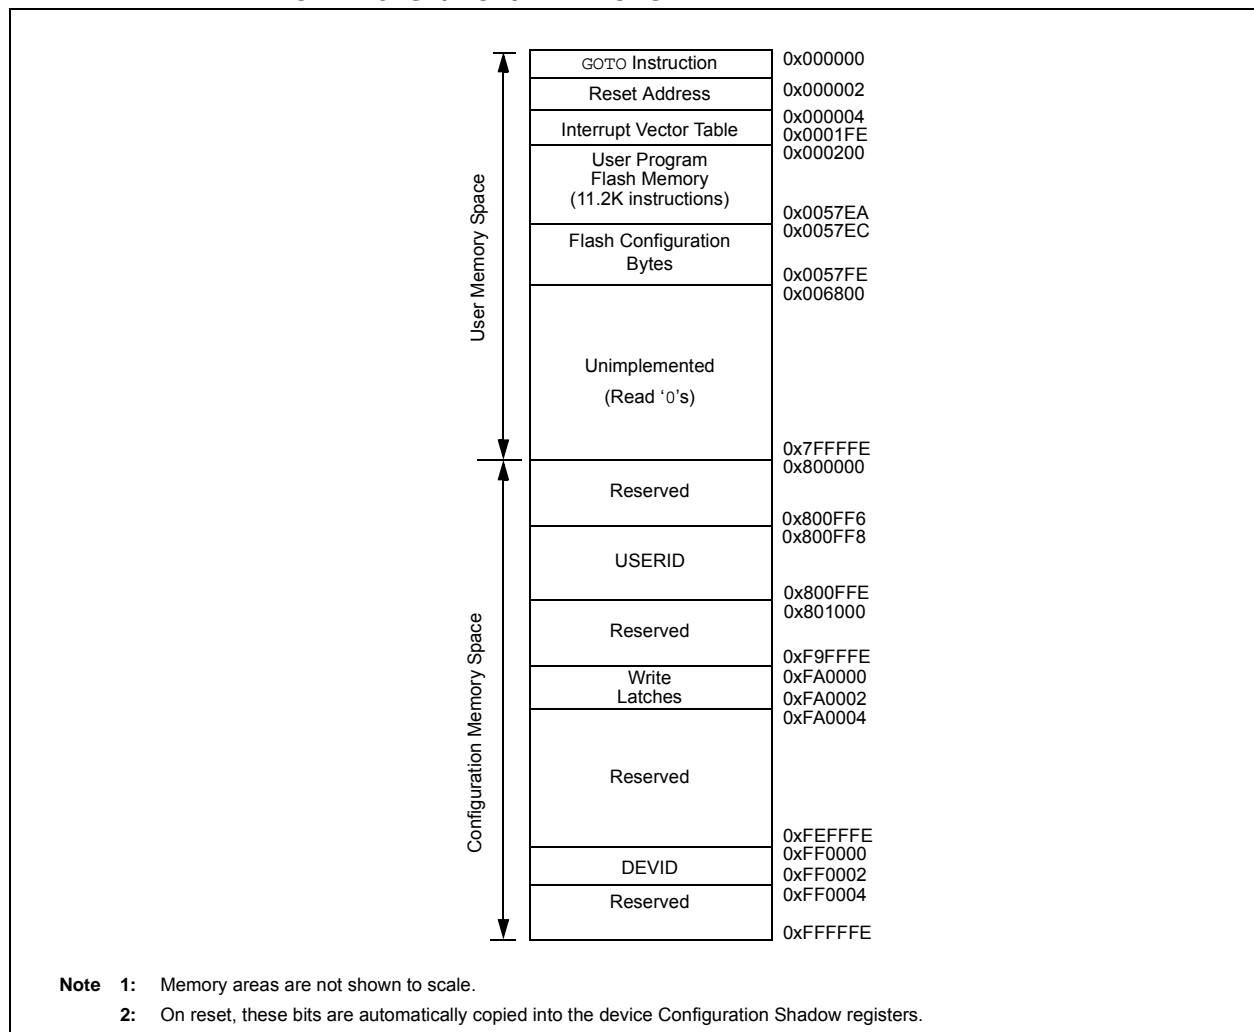 GOTO Instruction
0x000000
Reset Address
0x000002
0x000004
Interrupt Vector Table
0x0001FE
0x000200
User Program
Flash Memory
(11.2K instructions)
0x0057EA
0x0057EC
Flash Configuration
Bytes
0x0057FE
0x006800
Unimplemented
(Read ‘0’s)
0x7FFFFE
User Memory Space
0x800000
Reserved
0x800FF6
0x800FF8
USERID
0x800FFE
0x801000
Reserved
0xF9FFFE
Write
Latches
0xFA0000
0xFA0002
0xFA0004
Reserved
0xFEFFFE
0xFF0000
DEVID
0xFF0002
0xFF0004
Reserved
0xFFFFFE
Configuration Memory Space
Note 1: Memory areas are not shown to scale.
2: On reset, these bits are automatically copied into the device Configuration Shadow registers.